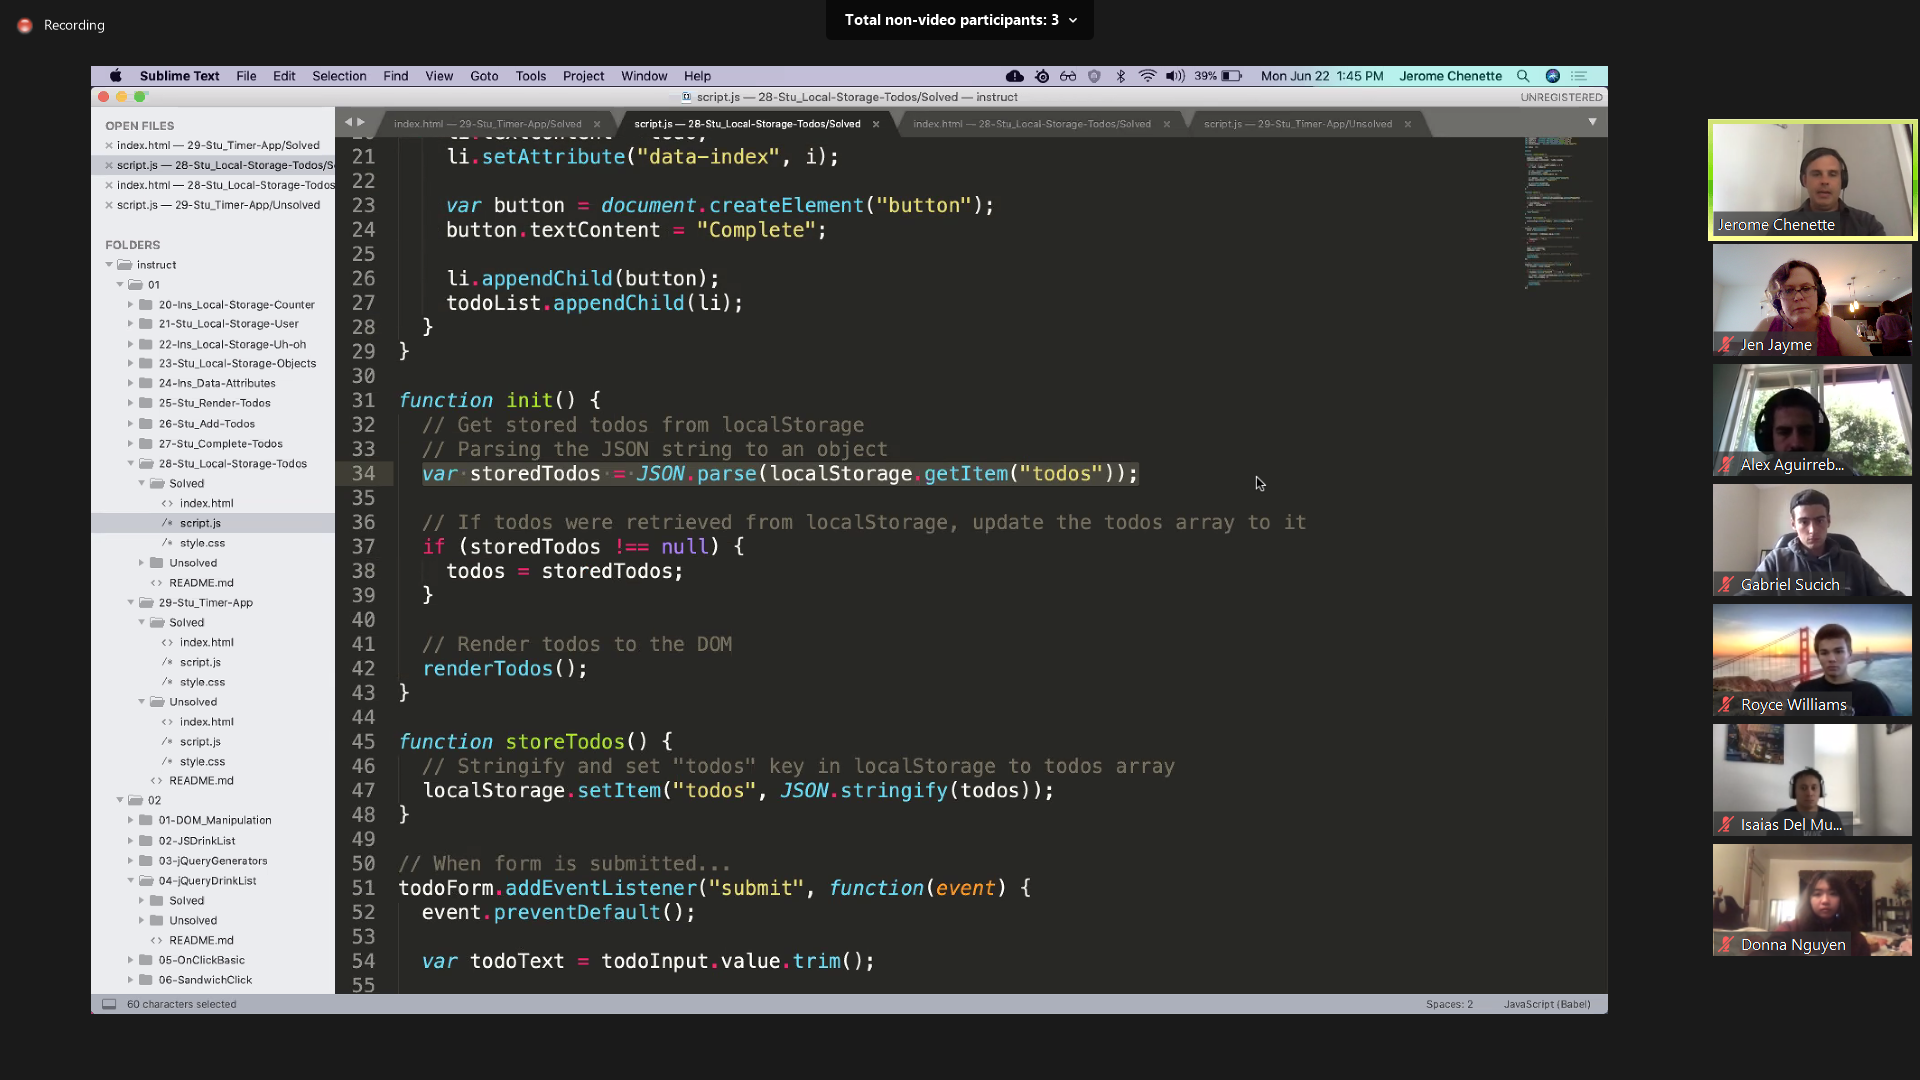 Recording
Total non-video participants: 3
Sublime Text File Edit Selection Find View Goto Tools Project Window Help 39% Mon Jun 22 1:45 PM Jerome Chenette
script.js — 28-Stu_Local-Storage-Todos/Solved — instruct UNREGISTERED
index.html — 29-Stu_Timer-App/Solved × script.js — 28-Stu_Local-Storage-Todos/Solved × index.html — 28-Stu_Local-Storage-Todos/Solved × script.js — 29-Stu_Timer-App/Unsolved ×
OPEN FILES
× index.html — 29-Stu_Timer-App/Solved
× script.js — 28-Stu_Local-Storage-Todos/So
× index.html — 28-Stu_Local-Storage-Todos
× script.js — 29-Stu_Timer-App/Unsolved
FOLDERS
instruct
01
20-Ins_Local-Storage-Counter
21-Stu_Local-Storage-User
22-Ins_Local-Storage-Uh-oh
23-Stu_Local-Storage-Objects
24-Ins_Data-Attributes
25-Stu_Render-Todos
26-Stu_Add-Todos
27-Stu_Complete-Todos
28-Stu_Local-Storage-Todos
Solved
<> index.html
/* script.js
/* style.css
Unsolved
<> README.md
29-Stu_Timer-App
Solved
<> index.html
/* script.js
/* style.css
Unsolved
<> index.html
/* script.js
/* style.css
<> README.md
02
01-DOM_Manipulation
02-JSDrinkList
03-jQueryGenerators
04-jQueryDrinkList
Solved
Unsolved
<> README.md
05-OnClickBasic
06-SandwichClick
21 li.setAttribute("data-index", i);
22
23 var button = document.createElement("button");
24 button.textContent = "Complete";
25
26 li.appendChild(button);
27 todoList.appendChild(li);
28 }
29 }
30
31 function init() {
32 // Get stored todos from localStorage
33 // Parsing the JSON string to an object
34 var storedTodos = JSON.parse(localStorage.getItem("todos"));
35
36 // If todos were retrieved from localStorage, update the todos array to it
37 if (storedTodos !== null) {
38 todos = storedTodos;
39 }
40
41 // Render todos to the DOM
42 renderTodos();
43 }
44
45 function storeTodos() {
46 // Stringify and set "todos" key in localStorage to todos array
47 localStorage.setItem("todos", JSON.stringify(todos));
48 }
49
50 // When form is submitted...
51 todoForm.addEventListener("submit", function(event) {
52 event.preventDefault();
53
54 var todoText = todoInput.value.trim();
55
60 characters selected Spaces: 2 JavaScript (Babel)
Jerome Chenette
Jen Jayme
Alex Aguirreb...
Gabriel Sucich
Royce Williams
Isaias Del Mu...
Donna Nguyen